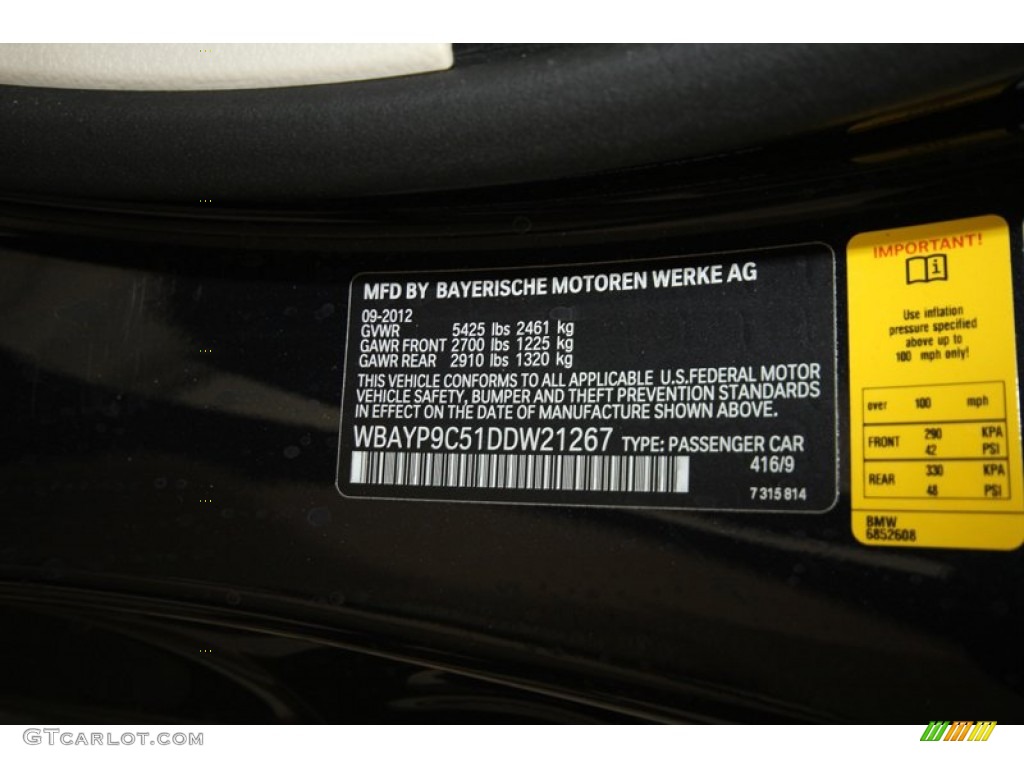 MFD BY BAYERISCHE MOTOREN WERKE AG
09-2012
GVWR 5425 lbs 2461 kg
GAWR FRONT 2700 lbs 1225 kg
GAWR REAR 2910 lbs 1320 kg
THIS VEHICLE CONFORMS TO ALL APPLICABLE U.S.FEDERAL MOTOR
VEHICLE SAFETY, BUMPER AND THEFT PREVENTION STANDARDS
IN EFFECT ON THE DATE OF MANUFACTURE SHOWN ABOVE.
WBAYP9C51DDW21267 TYPE: PASSENGER CAR
416/9
7 315 814
IMPORTANT!
Use inflation
pressure specified
above up to
100 mph only!
over 100 mph
FRONT 290 KPA
42 PSI
REAR 330 KPA
48 PSI
BMW
6852608
GTCarLot.com